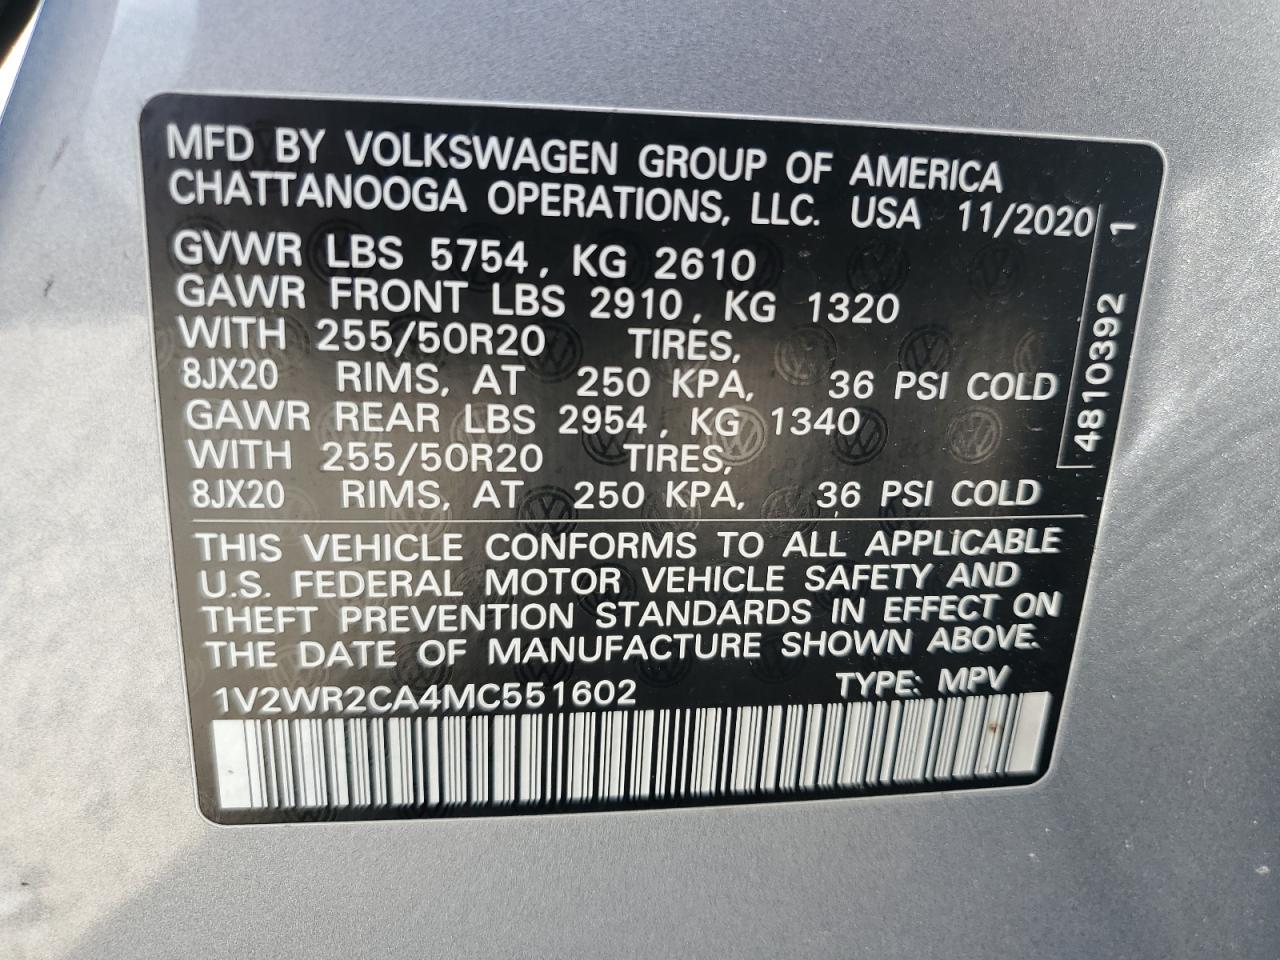 MFD BY VOLKSWAGEN GROUP OF AMERICA
CHATTANOOGA OPERATIONS, LLC. USA 11/2020
GVWR LBS 5754, KG 2610
GAWR FRONT LBS 2910, KG 1320
WITH 255/50R20 TIRES,
8JX20 RIMS, AT 250 KPA, 36 PSI COLD
GAWR REAR LBS 2954, KG 1340
WITH 255/50R20 TIRES,
8JX20 RIMS, AT 250 KPA, 36 PSI COLD
4810392 1
THIS VEHICLE CONFORMS TO ALL APPLICABLE
U.S. FEDERAL MOTOR VEHICLE SAFETY AND
THEFT PREVENTION STANDARDS IN EFFECT ON
THE DATE OF MANUFACTURE SHOWN ABOVE.
1V2WR2CA4MC551602 TYPE: MPV